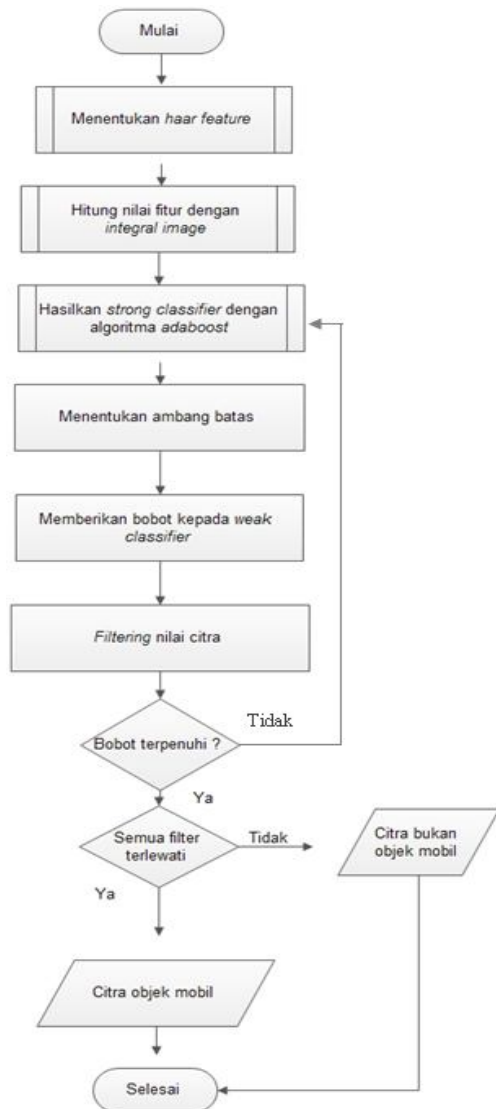 Mulai
Menentukan haar feature
Hitung nilai fitur dengan
integral image
Hasilkan strong classifier dengan
algoritma adaboost
Menentukan ambang batas
Memberikan bobot kepada weak
classifier
Filtering nilai citra
Bobot terpenuhi ?
Tidak
Ya
Semua filter
terlewati
Tidak
Citra bukan
objek mobil
Ya
Citra objek mobil
Selesai